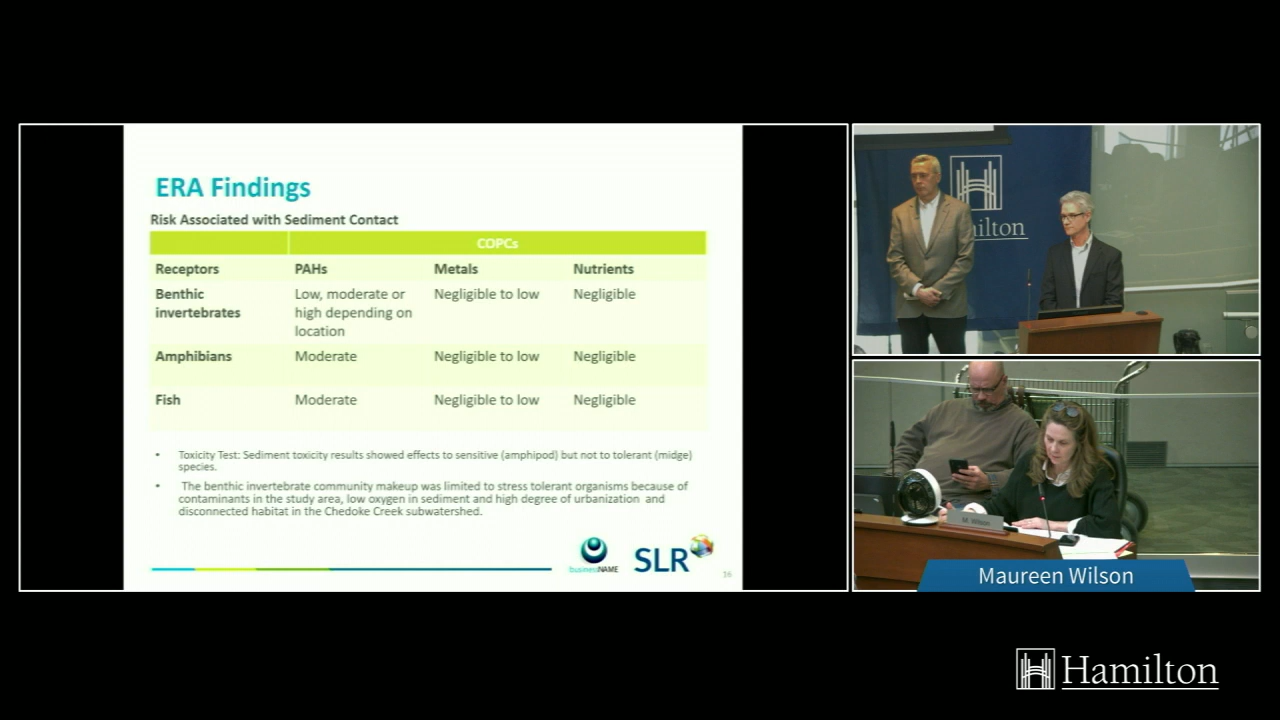 ERA Findings
Risk Associated with Sediment Contact
COPCs
Receptors PAHs Metals Nutrients
Benthic invertebrates Low, moderate or high depending on location Negligible to low Negligible
Amphibians Moderate Negligible to low Negligible
Fish Moderate Negligible to low Negligible
• Toxicity Test: Sediment toxicity results showed effects to sensitive (amphipod) but not to tolerant (midge)
species.
• The benthic invertebrate community makeup was limited to stress tolerant organisms because of
contaminants in the study area, low oxygen in sediment and high degree of urbanization and
disconnected habitat in the Chedoke Creek subwatershed.
businessNAME
SLR
16
milton
M. Wilson
Maureen Wilson
Hamilton